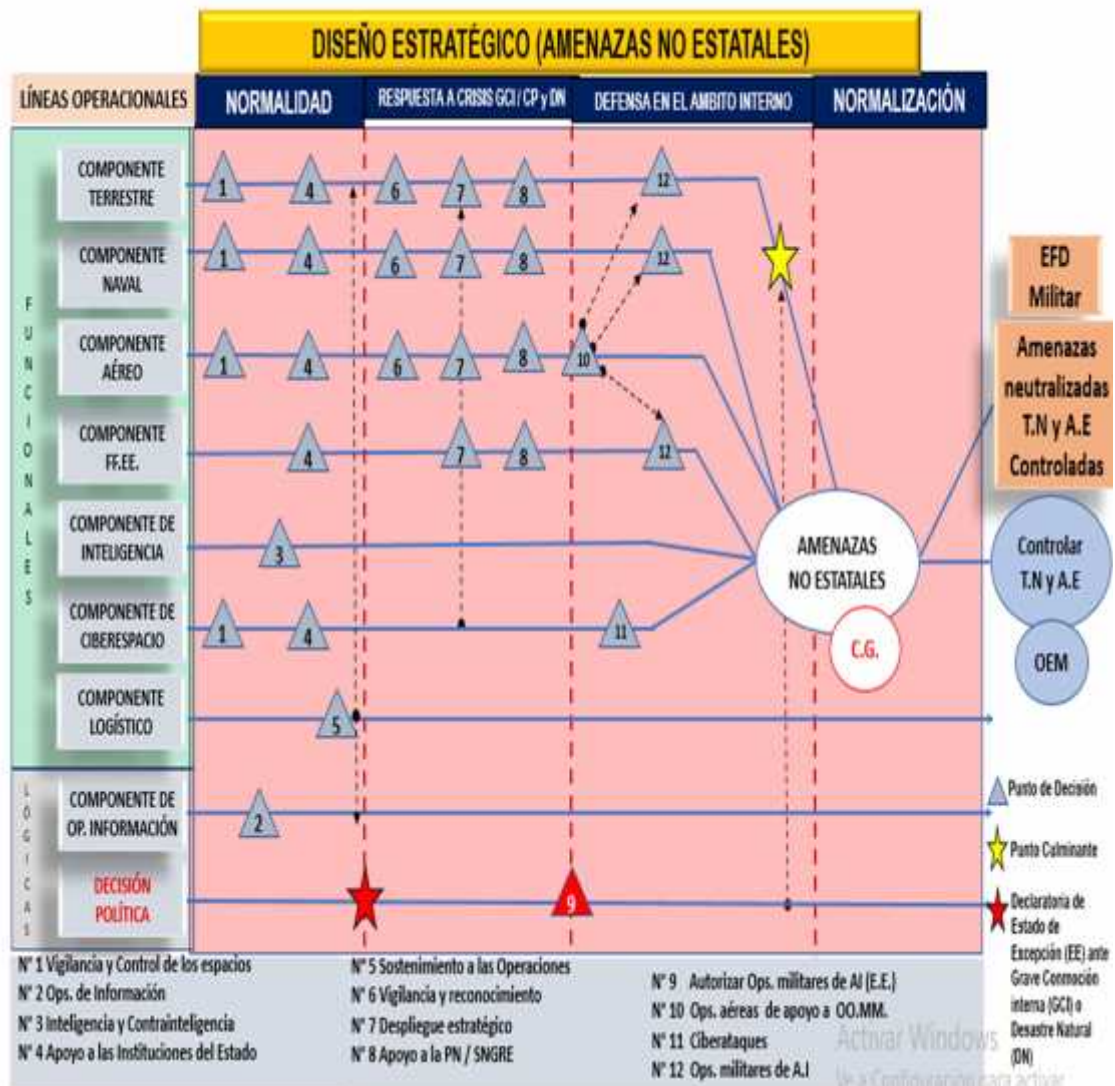 DISEÑO ESTRATÉGICO (AMENAZAS NO ESTATALES)
LÍNEAS OPERACIONALES
NORMALIDAD
RESPUESTA A CRISIS GCI / CP y DN
DEFENSA EN EL AMBITO INTERNO
NORMALIZACIÓN
FUNCIONALES
COMPONENTE
TERRESTRE
1
4
6
7
8
12
COMPONENTE
NAVAL
1
4
6
7
8
12
COMPONENTE
AÉREO
1
4
6
7
8
10
COMPONENTE
FF.EE.
4
7
8
12
COMPONENTE DE
INTELIGENCIA
3
COMPONENTE DE
CIBERESPACIO
1
4
11
COMPONENTE
LOGÍSTICO
5
LÓGICAS
COMPONENTE DE
OP. INFORMACIÓN
2
DECISIÓN
POLÍTICA
9
AMENAZAS
NO ESTATALES
C.G.
EFD
Militar
Amenazas
neutralizadas
T.N y A.E
Controladas
Controlar
T.N y A.E
OEM
Punto de Decisión
Punto Culminante
Declaratoria de
Estado de
Excepción (EE) ante
Grave Conmoción
interna (GCI) o
Desastre Natural
(DN)
N° 1 Vigilancia y Control de los espacios
N° 2 Ops. de Información
N° 3 Inteligencia y Contrainteligencia
N° 4 Apoyo a las Instituciones del Estado
N° 5 Sostenimiento a las Operaciones
N° 6 Vigilancia y reconocimiento
N° 7 Despliegue estratégico
N° 8 Apoyo a la PN / SNGRE
N° 9 Autorizar Ops. militares de AI (E.E.)
N° 10 Ops. aéreas de apoyo a OO.MM.
N° 11 Ciberataques
N° 12 Ops. militares de A.I
Activar Windows
Ve a Configuración para activar